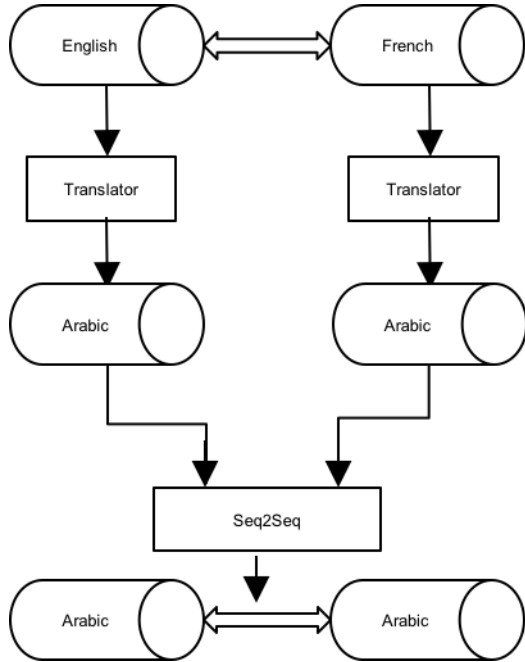 English
French
Translator
Translator
Arabic
Arabic
Seq2Seq
Arabic
Arabic